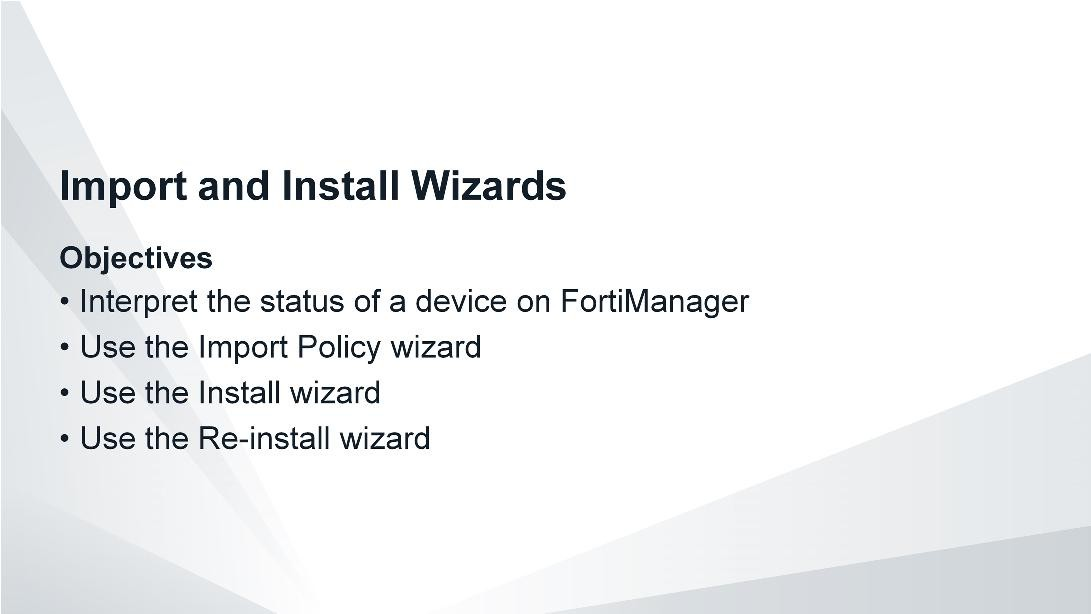 Import and Install Wizards
Objectives
• Interpret the status of a device on FortiManager
• Use the Import Policy wizard
• Use the Install wizard
• Use the Re-install wizard